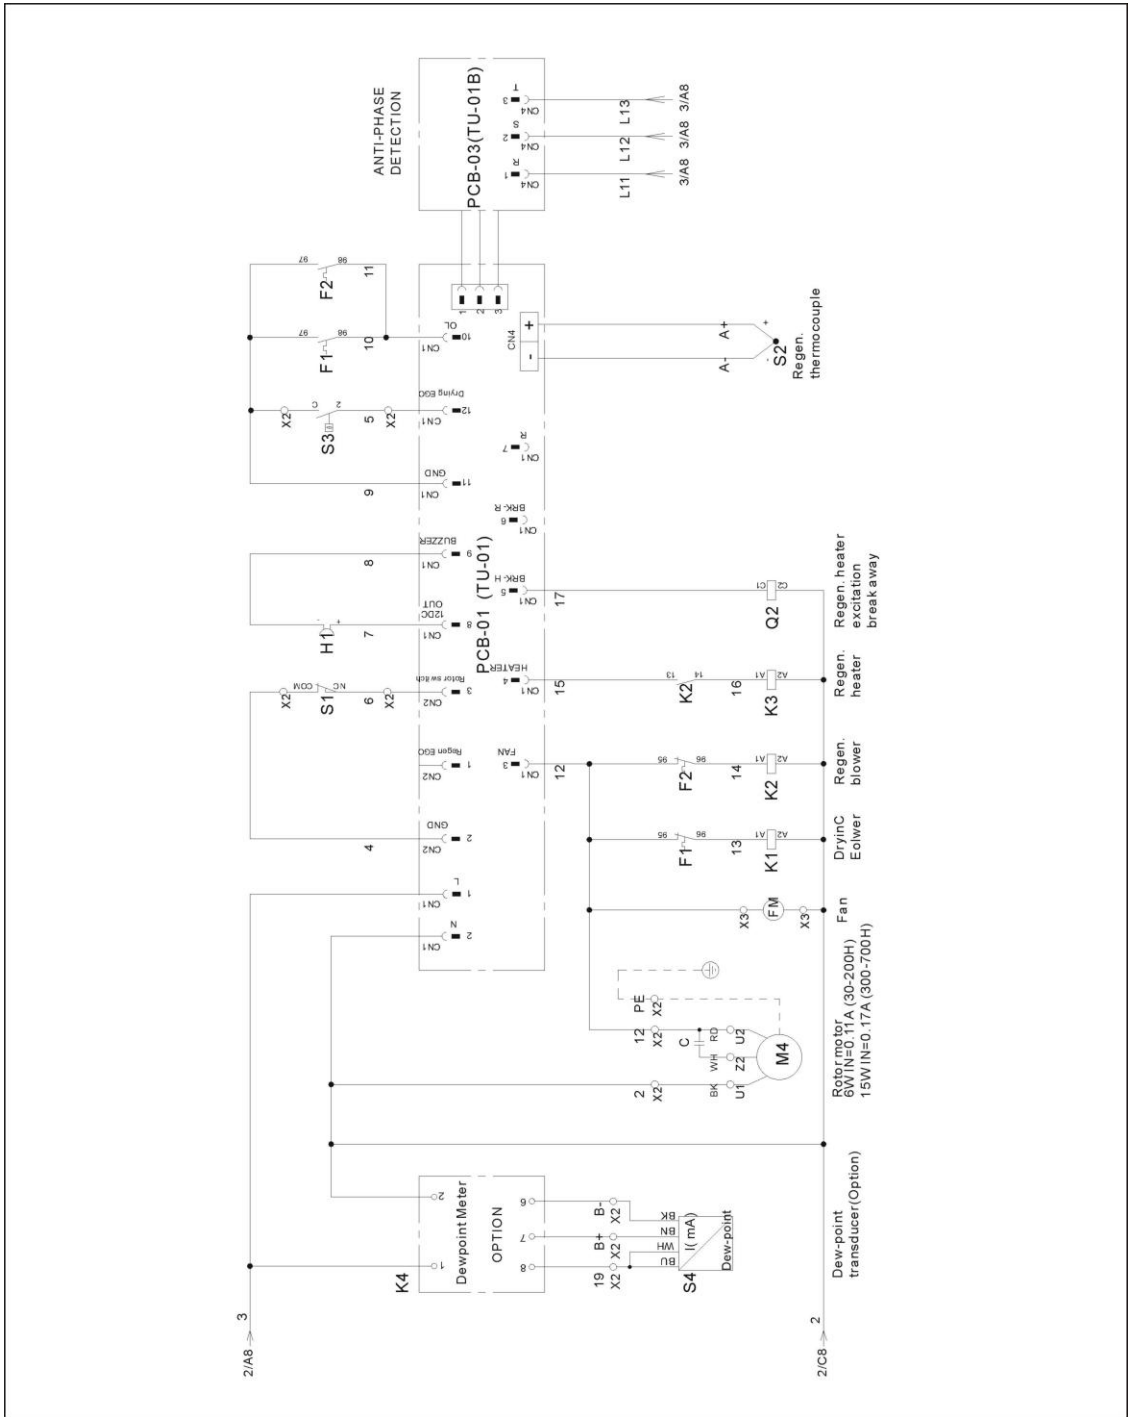 2/A8
3
4
X2
COM
S1
N.C
6
X2
H1
-
+
7
8
9
X2
C
S3
2
5
X2
97
F1
98
10
97
F2
98
11
ANTI-PHASE
DETECTION
K4
1
2
Dewpoint Meter
OPTION
8
7
6
CN1
2
N
CN1
1
L
CN2
2
GND
CN2
1
Regen EGO
CN2
3
Rotor switch
CN1
8
12DC
OUT
CN1
9
BUZZER
CN1
11
GND
CN1
12
Drying EGO
CN1
10
OL
1
2
3
PCB-01 (TU-01)
PCB-03(TU-01B)
CN1
3
FAN
CN1
4
HEATER
CN1
5
BRK-H
CN1
6
BRK-R
CN1
7
R
CN4
-
+
CN4
1
R
CN4
2
S
CN4
3
T
12
15
17
L11
L12
L13
3/A8
3/A8
3/A8
19
X2
B+
X2
B-
X2
BU
WH
BN
BK
I( mA)
Dew-point
S4
2
X2
12
X2
PE
X2
C
BK
WH
RD
U1
Z2
U2
M4
X3
FM
X3
95
F1
96
13
A1
K1
A2
95
F2
96
14
A1
K2
A2
13
K2
14
16
A1
K3
A2
C1
Q2
C2
A-
A+
-
+
S2
Regen.
thermocouple
2/C8
2
Dew-point
transducer(Option)
Rotor motor
6W IN=0.11A (30-200H)
15W IN=0.17A (300-700H)
Fan
DryinC
Eolwer
Regen.
blower
Regen.
heater
Regen. heater
excitation
break away